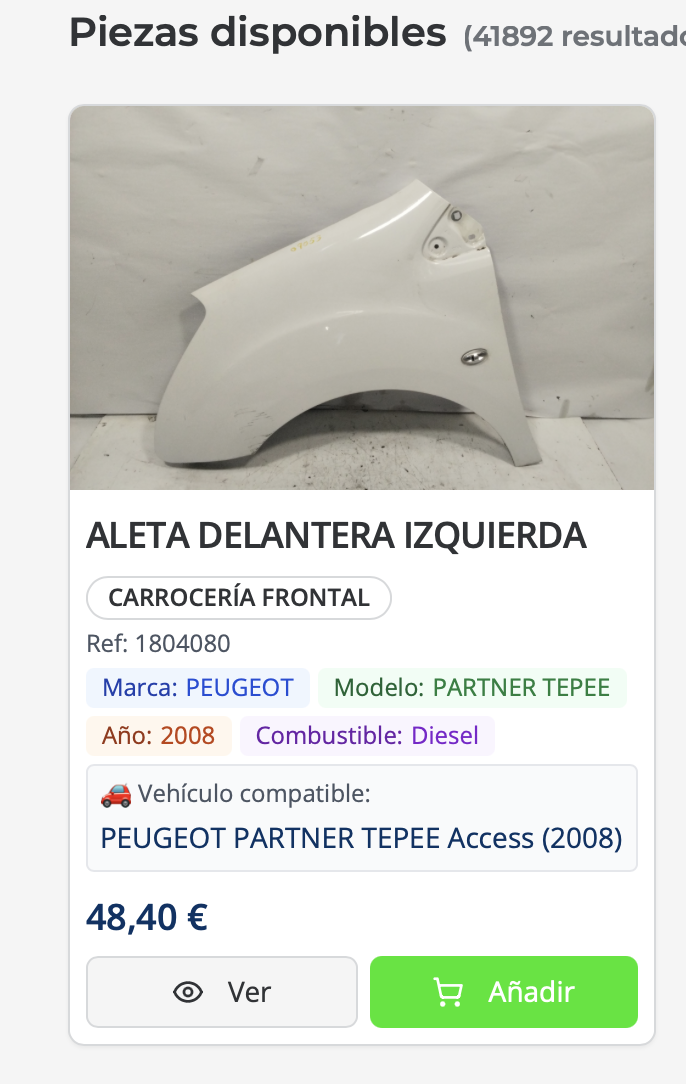 Piezas disponibles (41892 resultado
ALETA DELANTERA IZQUIERDA
CARROCERÍA FRONTAL
Ref: 1804080
Marca: PEUGEOT Modelo: PARTNER TEPEE
Año: 2008 Combustible: Diesel
🚗 Vehículo compatible:
PEUGEOT PARTNER TEPEE Access (2008)
48,40 €
Ver Añadir